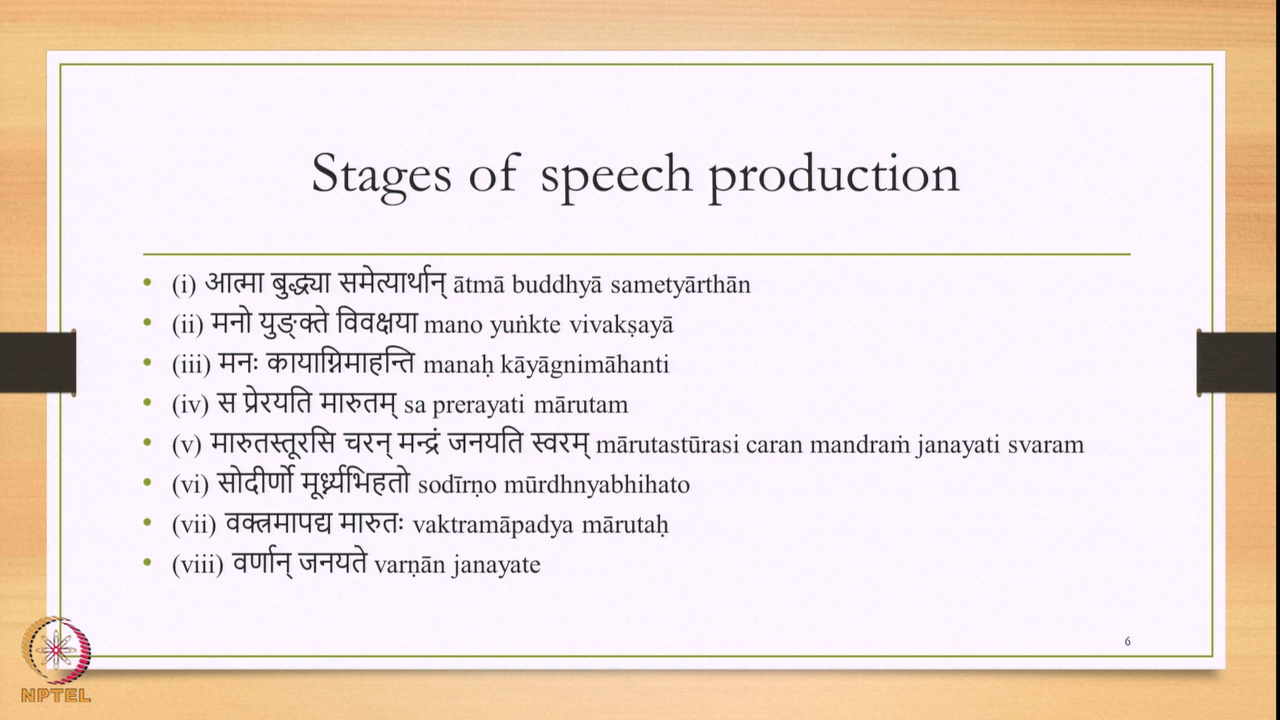 Stages of speech production
• (i) आत्मा बुद्ध्या समेत्यार्थान् ātmā buddhyā sametyārthān
• (ii) मनो युङ्क्ते विवक्षया mano yuṅkte vivakṣayā
• (iii) मनः कायाग्निमाहन्ति manaḥ kāyāgnimāhanti
• (iv) स प्रेरयति मारुतम् sa prerayati mārutam
• (v) मारुतस्तूरसि चरन् मन्द्रं जनयति स्वरम् mārutastūrasi caran mandraṁ janayati svaram
• (vi) सोदीर्णो मूर्ध्न्यभिहतो sodīrṇo mūrdhnyabhihato
• (vii) वक्त्रमापद्य मारुतः vaktramāpadya mārutaḥ
• (viii) वर्णान् जनयते varṇān janayate
6
NPTEL